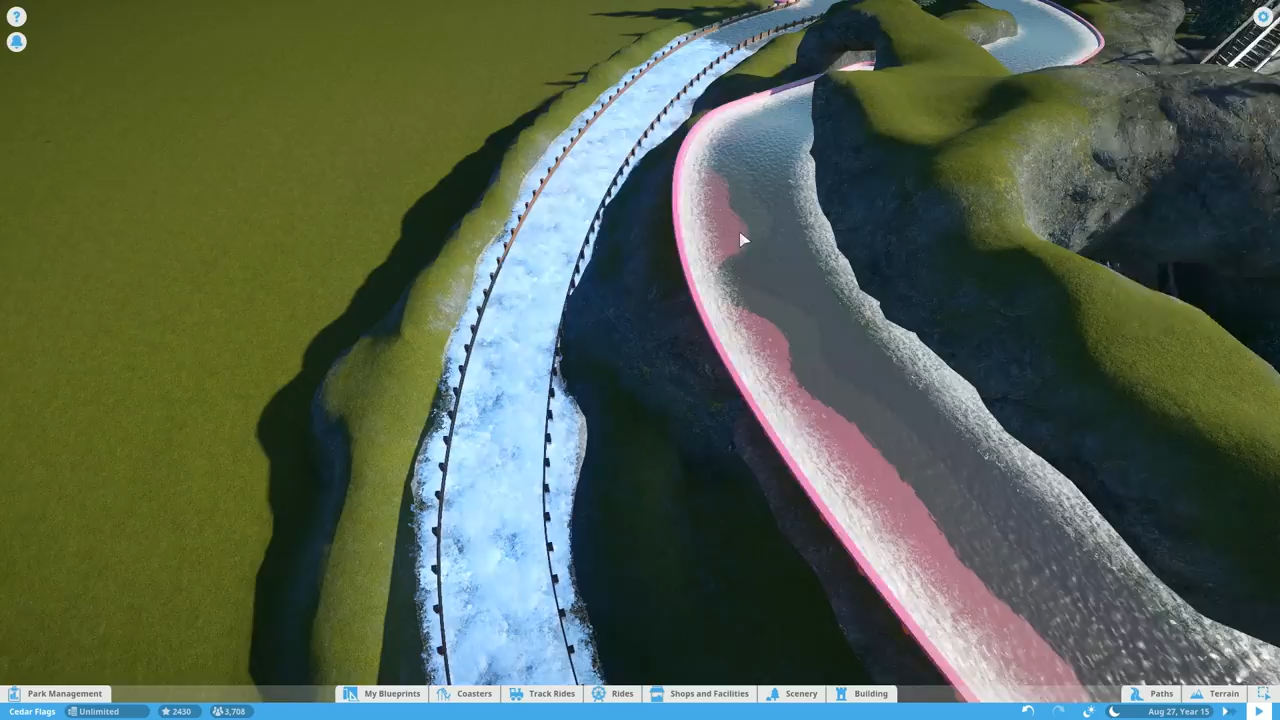 ?
Park Management
My Blueprints
Coasters
Track Rides
Rides
Shops and Facilities
Scenery
Building
Paths
Terrain
Cedar Flags
Unlimited
2430
3,708
Aug 27, Year 15